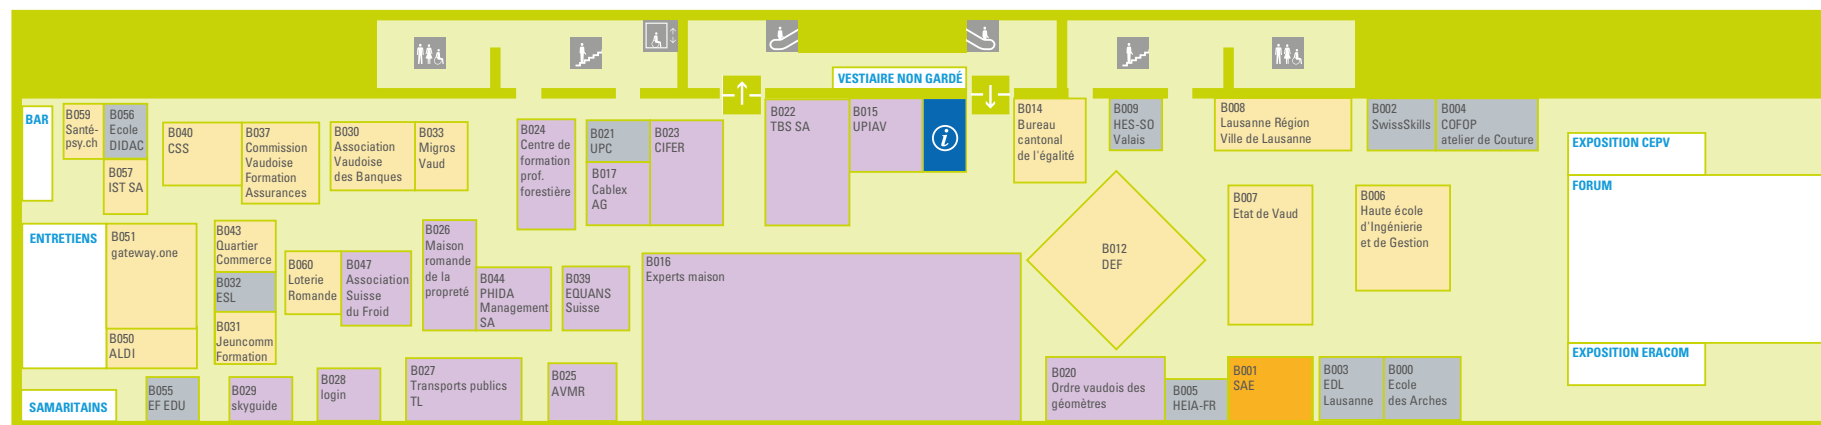 VESTIAIRE NON GARDÉ
BAR
B059
Santé-
psy.ch
B056
Ecole
DIDAC
B057
IST SA
B040
CSS
B037
Commission
Vaudoise
Formation
Assurances
B030
Association
Vaudoise
des Banques
B033
Migros
Vaud
B024
Centre de
formation
prof.
forestière
B021
UPC
B017
Cablex
AG
B023
CIFER
B022
TBS SA
B015
UPIAV
i
B014
Bureau
cantonal
de l'égalité
B009
HES-SO
Valais
B008
Lausanne Région
Ville de Lausanne
B002
SwissSkills
B004
COFOP
atelier de Couture
EXPOSITION CEPV
FORUM
EXPOSITION ERACOM
ENTRETIENS
B051
gateway.one
B050
ALDI
B043
Quartier
Commerce
B032
ESL
B031
Jeuncomm
Formation
B060
Loterie
Romande
B047
Association
Suisse
du Froid
B026
Maison
romande
de la
propreté
B044
PHIDA
Management
SA
B039
EQUANS
Suisse
B016
Experts maison
B012
DEF
B007
Etat de Vaud
B006
Haute école
d'Ingénierie
et de Gestion
SAMARITAINS
B055
EF EDU
B029
skyguide
B028
login
B027
Transports publics
TL
B025
AVMR
B020
Ordre vaudois des
géomètres
B005
HEIA-FR
B001
SAE
B003
EDL
Lausanne
B000
Ecole
des Arches